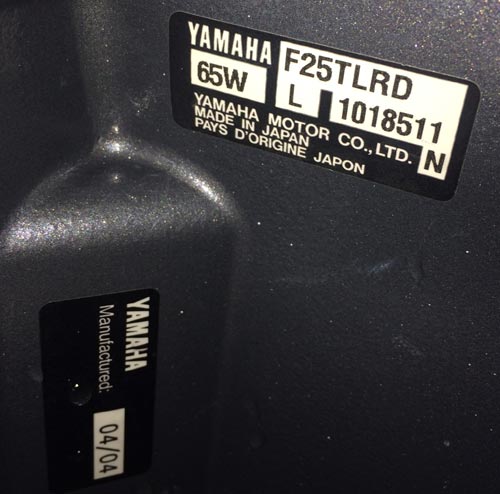 YAMAHA F25TLRD
65W L 1018511
YAMAHA MOTOR CO., LTD. N
MADE IN JAPAN
PAYS D'ORIGINE JAPON
YAMAHA
Manufactured: 04/04